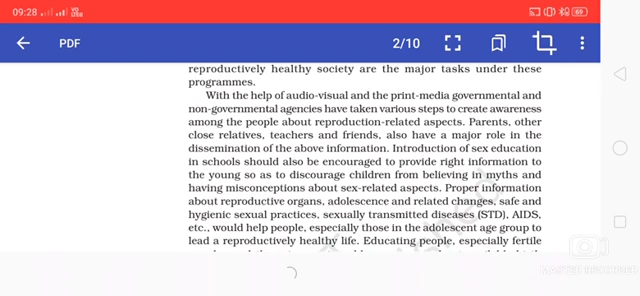 09:28
PDF
2/10
reproductively healthy society are the major tasks under these
programmes.
With the help of audio-visual and the print-media governmental and
non-governmental agencies have taken various steps to create awareness
among the people about reproduction-related aspects. Parents, other
close relatives, teachers and friends, also have a major role in the
dissemination of the above information. Introduction of sex education
in schools should also be encouraged to provide right information to
the young so as to discourage children from believing in myths and
having misconceptions about sex-related aspects. Proper information
about reproductive organs, adolescence and related changes, safe and
hygienic sexual practices, sexually transmitted diseases (STD), AIDS,
etc., would help people, especially those in the adolescent age group to
lead a reproductively healthy life. Educating people, especially fertile